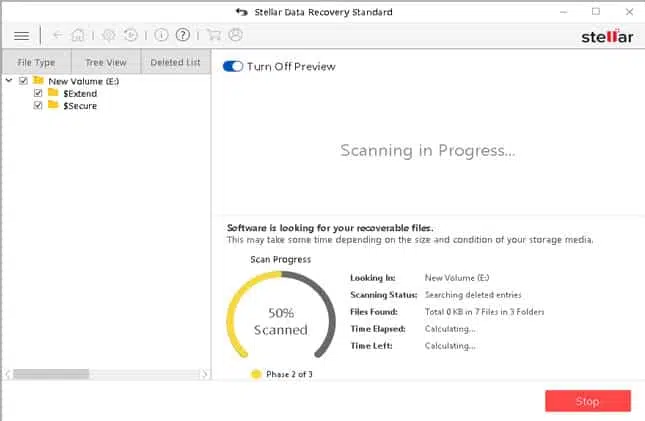 Stellar Data Recovery Standard
stellar
File Type
Tree View
Deleted List
New Volume (E:)
$Extend
$Secure
Turn Off Preview
Scanning in Progress...
Software is looking for your recoverable files.
This may take some time depending on the size and condition of your storage media.
Scan Progress
50%
Scanned
Phase 2 of 3
Looking In: New Volume (E:)
Scanning Status: Searching deleted entries
Files Found: Total 0 KB in 7 Files in 3 Folders
Time Elapsed: Calculating...
Time Left: Calculating...
Stop